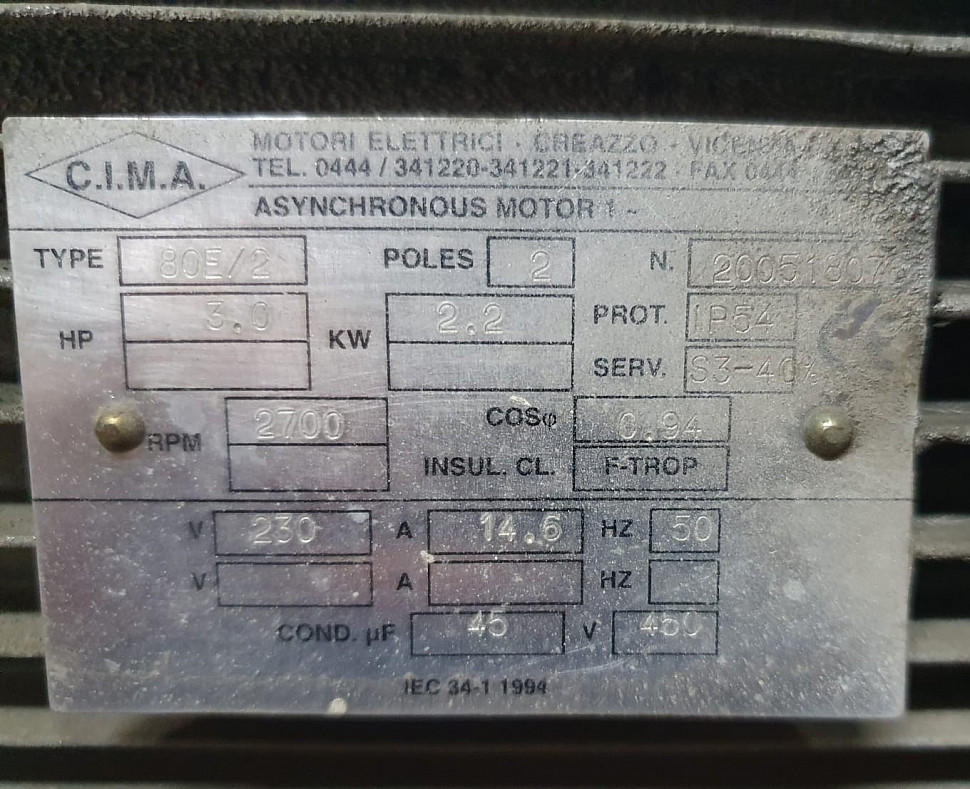 C.I.M.A.
MOTORI ELETTRICI - CREAZZO - VICENZA
TEL. 0444 / 341220-341221-341222 - FAX 0444
ASYNCHRONOUS MOTOR 1 ~
TYPE 80E/2 POLES 2 N. 20051807
HP 3.0 KW 2.2 PROT. IP54
SERV. S3-40%
RPM 2700 COSφ 0.94
INSUL. CL. F-TROP
V 230 A 14.6 HZ 50
V A HZ
COND. µF 45 V 450
IEC 34-1 1994